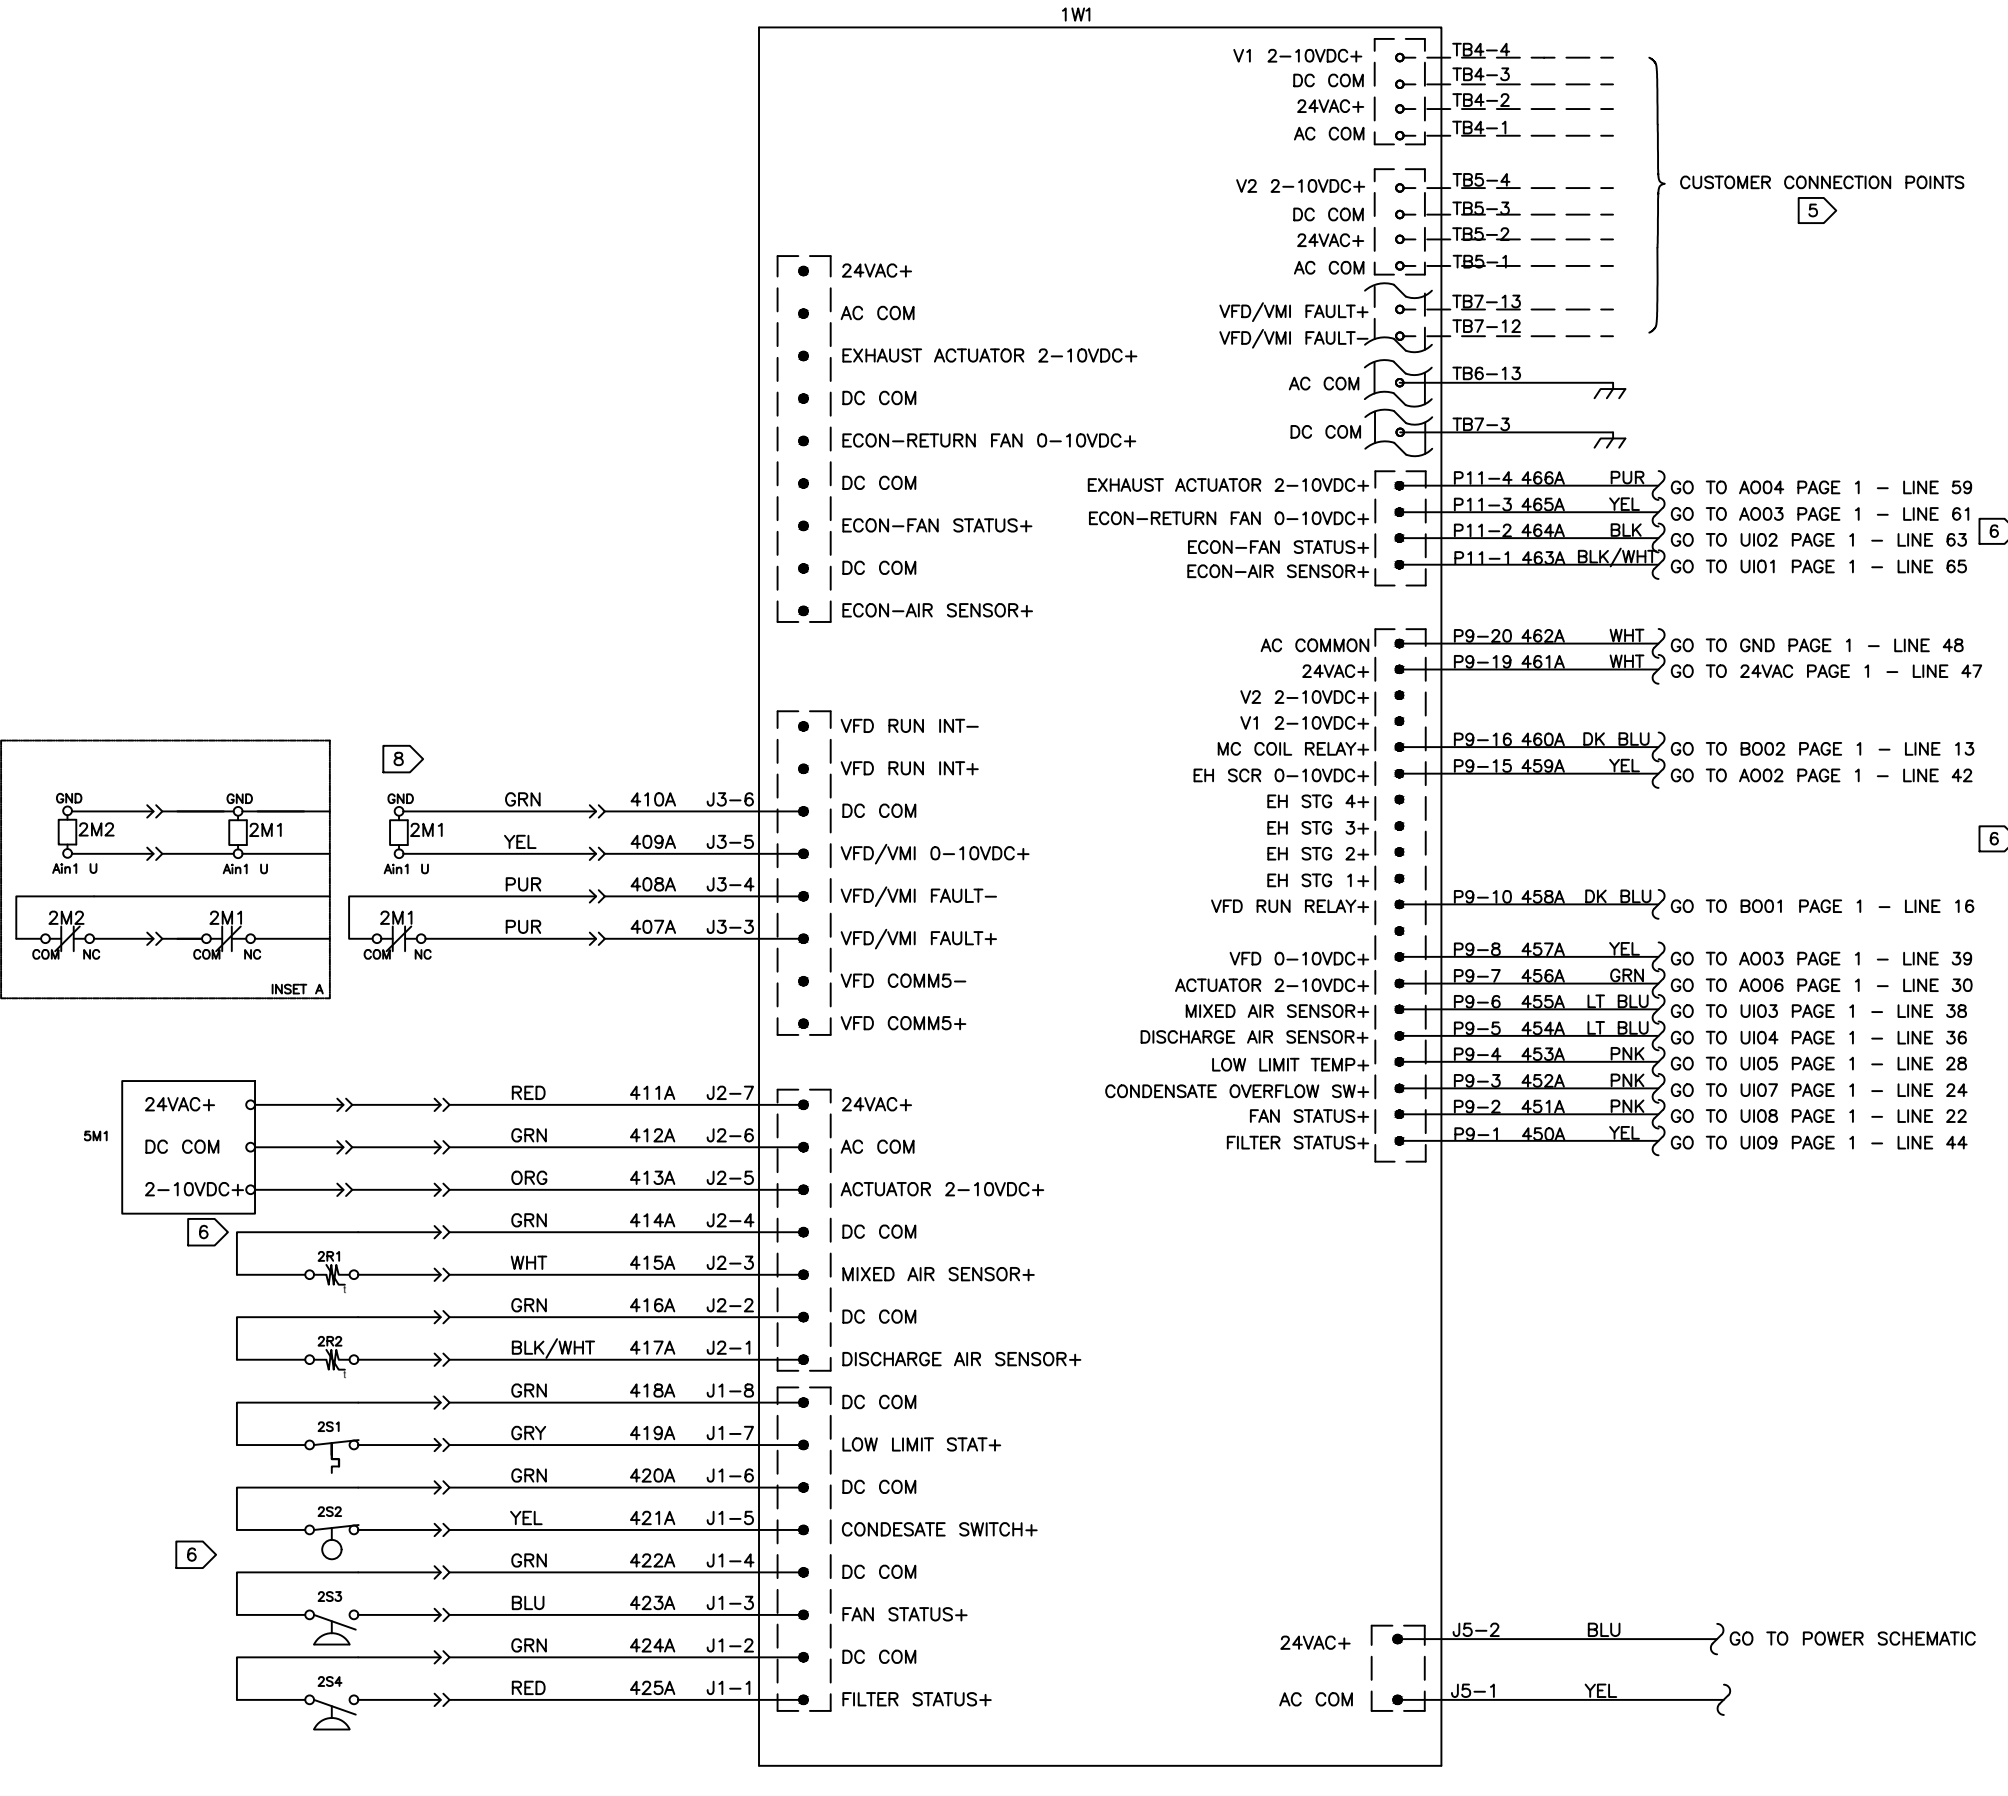 1W1
V1 2-10VDC+ TB4-4
DC COM TB4-3
24VAC+ TB4-2
AC COM TB4-1
V2 2-10VDC+ TB5-4
DC COM TB5-3
24VAC+ TB5-2
AC COM TB5-1
VFD/VMI FAULT+ TB7-13
VFD/VMI FAULT- TB7-12
CUSTOMER CONNECTION POINTS
5
AC COM TB6-13
DC COM TB7-3
24VAC+
AC COM
EXHAUST ACTUATOR 2-10VDC+
DC COM
ECON-RETURN FAN 0-10VDC+
DC COM
ECON-FAN STATUS+
DC COM
ECON-AIR SENSOR+
EXHAUST ACTUATOR 2-10VDC+ P11-4 466A PUR GO TO AO04 PAGE 1 - LINE 59
ECON-RETURN FAN 0-10VDC+ P11-3 465A YEL GO TO AO03 PAGE 1 - LINE 61
ECON-FAN STATUS+ P11-2 464A BLK GO TO UI02 PAGE 1 - LINE 63
ECON-AIR SENSOR+ P11-1 463A BLK/WHT GO TO UI01 PAGE 1 - LINE 65
6
AC COMMON P9-20 462A WHT GO TO GND PAGE 1 - LINE 48
24VAC+ P9-19 461A WHT GO TO 24VAC PAGE 1 - LINE 47
V2 2-10VDC+
V1 2-10VDC+
MC COIL RELAY+ P9-16 460A DK BLU GO TO BO02 PAGE 1 - LINE 13
EH SCR 0-10VDC+ P9-15 459A YEL GO TO AO02 PAGE 1 - LINE 42
EH STG 4+
EH STG 3+
EH STG 2+
EH STG 1+
6
VFD RUN RELAY+ P9-10 458A DK BLU GO TO BO01 PAGE 1 - LINE 16
VFD 0-10VDC+ P9-8 457A YEL GO TO AO03 PAGE 1 - LINE 39
ACTUATOR 2-10VDC+ P9-7 456A GRN GO TO AO06 PAGE 1 - LINE 30
MIXED AIR SENSOR+ P9-6 455A LT BLU GO TO UI03 PAGE 1 - LINE 38
DISCHARGE AIR SENSOR+ P9-5 454A LT BLU GO TO UI04 PAGE 1 - LINE 36
LOW LIMIT TEMP+ P9-4 453A PNK GO TO UI05 PAGE 1 - LINE 28
CONDENSATE OVERFLOW SW+ P9-3 452A PNK GO TO UI07 PAGE 1 - LINE 24
FAN STATUS+ P9-2 451A PNK GO TO UI08 PAGE 1 - LINE 22
FILTER STATUS+ P9-1 450A YEL GO TO UI09 PAGE 1 - LINE 44
VFD RUN INT-
8
VFD RUN INT+
GND GND GND
GRN 410A J3-6 DC COM
2M2 2M1 2M1
YEL 409A J3-5 VFD/VMI 0-10VDC+
Ain1 U Ain1 U Ain1 U
PUR 408A J3-4 VFD/VMI FAULT-
2M2 2M1 2M1
PUR 407A J3-3 VFD/VMI FAULT+
COM NC COM NC COM NC
INSET A
VFD COMM5-
VFD COMM5+
5M1
24VAC+ RED 411A J2-7 24VAC+
DC COM GRN 412A J2-6 AC COM
2-10VDC+ ORG 413A J2-5 ACTUATOR 2-10VDC+
6
GRN 414A J2-4 DC COM
2R1 t WHT 415A J2-3 MIXED AIR SENSOR+
GRN 416A J2-2 DC COM
2R2 t BLK/WHT 417A J2-1 DISCHARGE AIR SENSOR+
GRN 418A J1-8 DC COM
2S1 GRY 419A J1-7 LOW LIMIT STAT+
GRN 420A J1-6 DC COM
2S2 YEL 421A J1-5 CONDESATE SWITCH+
6
GRN 422A J1-4 DC COM
2S3 BLU 423A J1-3 FAN STATUS+
GRN 424A J1-2 DC COM
2S4 RED 425A J1-1 FILTER STATUS+
24VAC+ J5-2 BLU GO TO POWER SCHEMATIC
AC COM J5-1 YEL